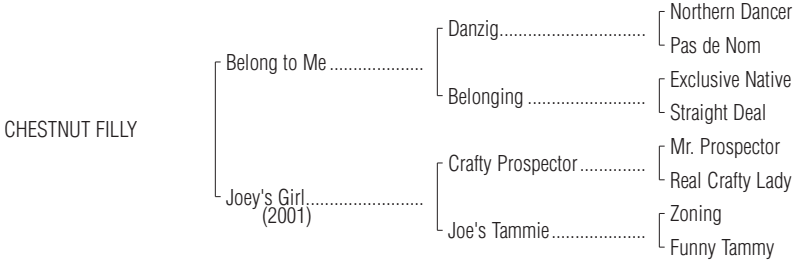 Northern Dancer
Danzig..............................
Pas de Nom
Belong to Me ...................
Exclusive Native
Belonging ........................
Straight Deal
CHESTNUT FILLY
Mr. Prospector
Crafty Prospector.............
Real Crafty Lady
Joey's Girl........................
(2001)
Zoning
Joe's Tammie...................
Funny Tammy